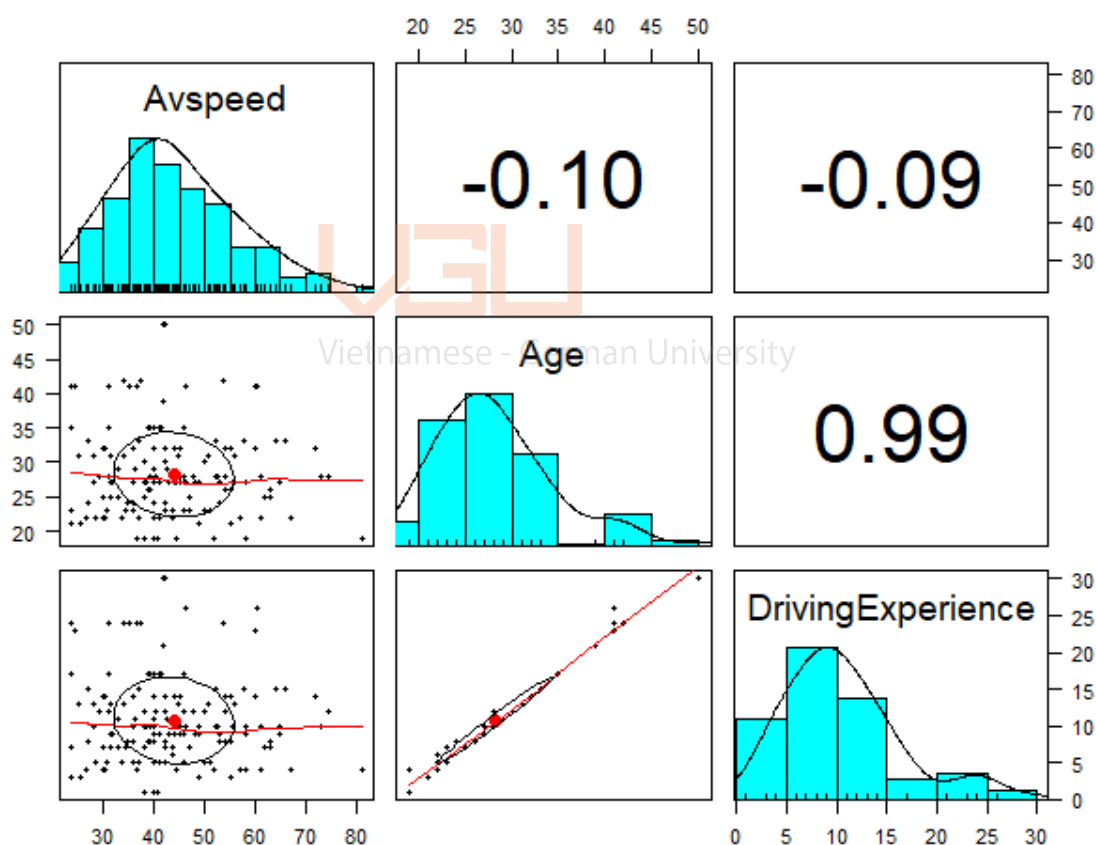 20 25 30 35 40 45 50
Avspeed
-0.10
-0.09
80
70
60
50
40
30
VGU
Vietnamese - German University
50
45
40
35
30
25
20
Age
0.99
DrivingExperience
30
25
20
15
10
5
0
30 40 50 60 70 80
0 5 10 15 20 25 30